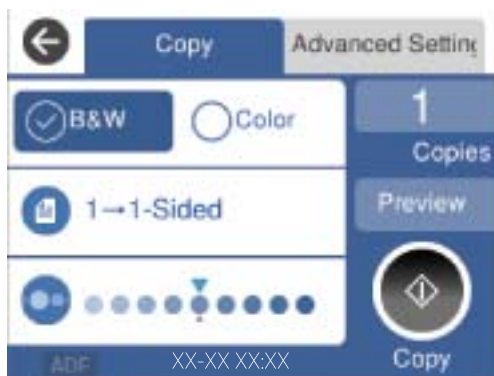 Copy
Advanced Setting
B&W
Color
1
Copies
1→1-Sided
Preview
ADF
XX-XX XX:XX
Copy